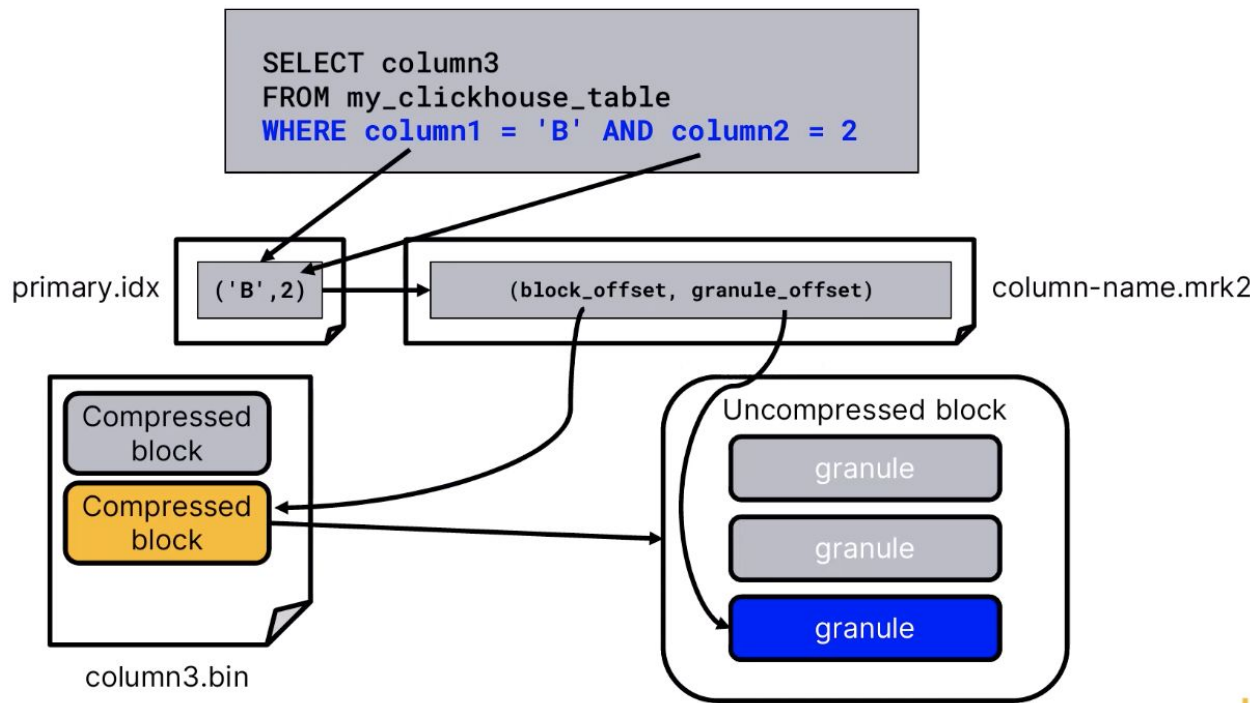 SELECT column3
FROM my_clickhouse_table
WHERE column1 = 'B' AND column2 = 2
primary.idx
('B',2)
(block_offset, granule_offset)
column-name.mrk2
Compressed
block
Compressed
block
column3.bin
Uncompressed block
granule
granule
granule